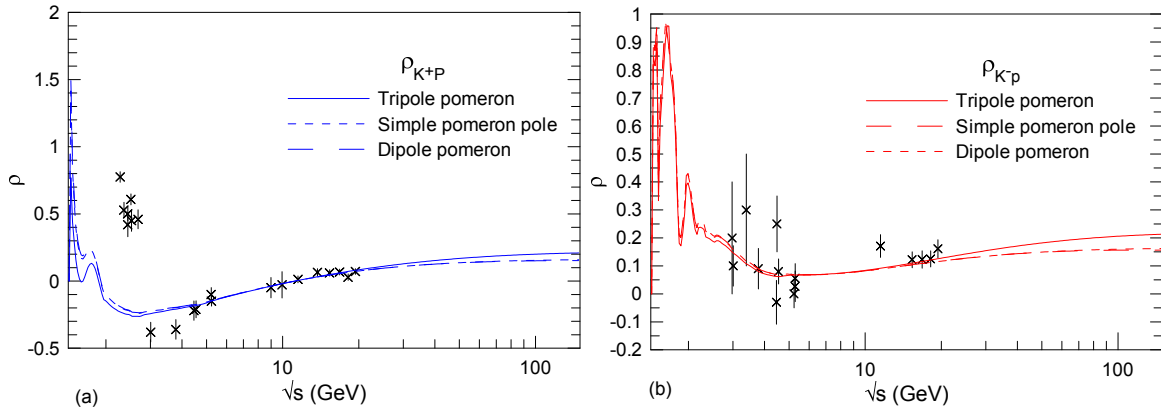 2
1.5
1
0.5
0
-0.5
ρ
ρK+P
Tripole pomeron
Simple pomeron pole
Dipole pomeron
10
100
√s (GeV)
(a)
1
0.9
0.8
0.7
0.6
0.5
0.4
0.3
0.2
0.1
0
-0.1
-0.2
ρ
ρK-p
Tripole pomeron
Simple pomeron pole
Dipole pomeron
10
100
√s (GeV)
(b)